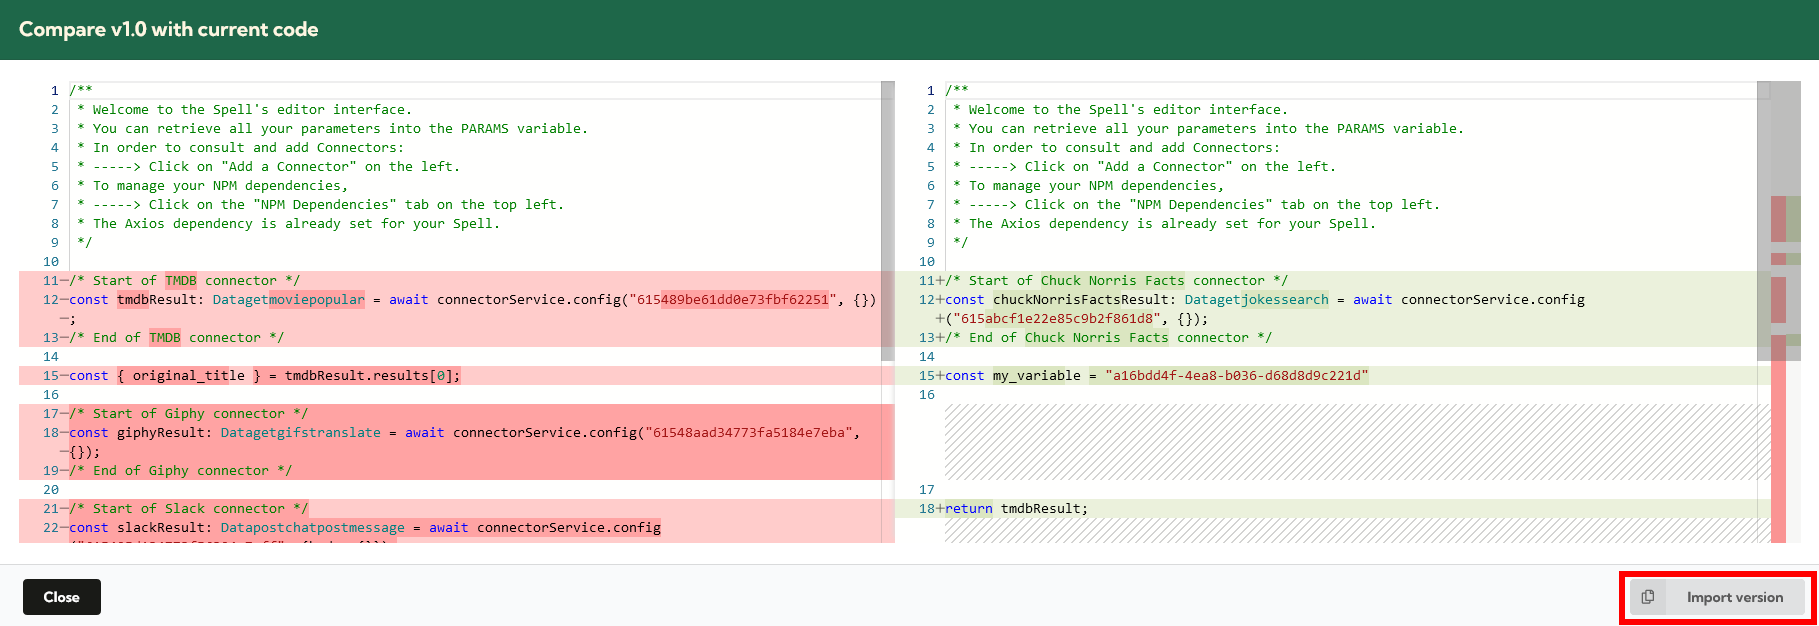 Compare v1.0 with current code
1 /**
2  * Welcome to the Spell's editor interface.
3  * You can retrieve all your parameters into the PARAMS variable.
4  * In order to consult and add Connectors:
5  * -----> Click on "Add a Connector" on the left.
6  * To manage your NPM dependencies,
7  * -----> Click on the "NPM Dependencies" tab on the top left.
8  * The Axios dependency is already set for your Spell.
9  */
10
11−/* Start of TMDB connector */
12−const tmdbResult: Datagetmoviepopular = await connectorService.config("615489be61dd0e73fbf62251", {})
−;
13−/* End of TMDB connector */
14
15−const { original_title } = tmdbResult.results[0];
16
17−/* Start of Giphy connector */
18−const giphyResult: Datagetgifstranslate = await connectorService.config("61548aad34773fa5184e7eba",
−{});
19−/* End of Giphy connector */
20
21−/* Start of Slack connector */
22−const slackResult: Datapostchatpostmessage = await connectorService.config
1 /**
2  * Welcome to the Spell's editor interface.
3  * You can retrieve all your parameters into the PARAMS variable.
4  * In order to consult and add Connectors:
5  * -----> Click on "Add a Connector" on the left.
6  * To manage your NPM dependencies,
7  * -----> Click on the "NPM Dependencies" tab on the top left.
8  * The Axios dependency is already set for your Spell.
9  */
10
11+/* Start of Chuck Norris Facts connector */
12+const chuckNorrisFactsResult: Datagetjokessearch = await connectorService.config
+("615abcf1e22e85c9b2f861d8", {});
13+/* End of Chuck Norris Facts connector */
14
15+const my_variable = "a16bdd4f-4ea8-b036-d68d8d9c221d"
16
17
18+return tmdbResult;
Close
Import version